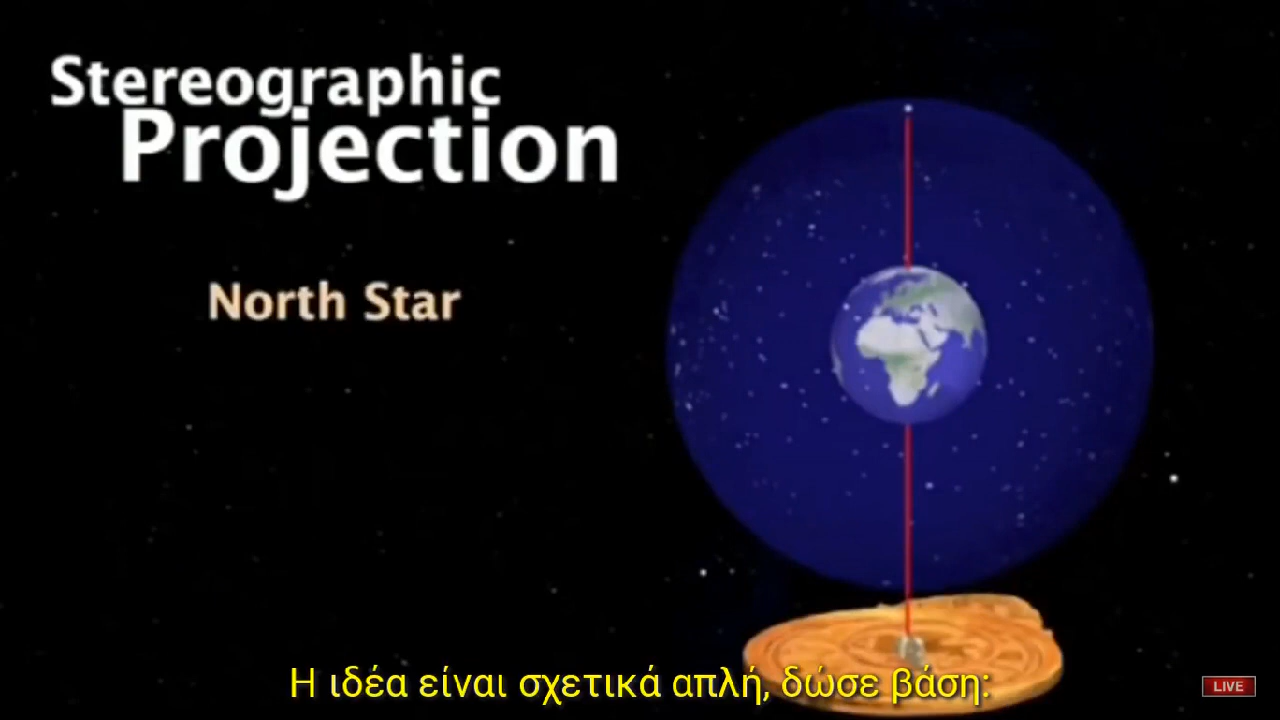 Stereographic
Projection
North Star
Η ιδέα είναι σχετικά απλή, δώσε βάση:
LIVE